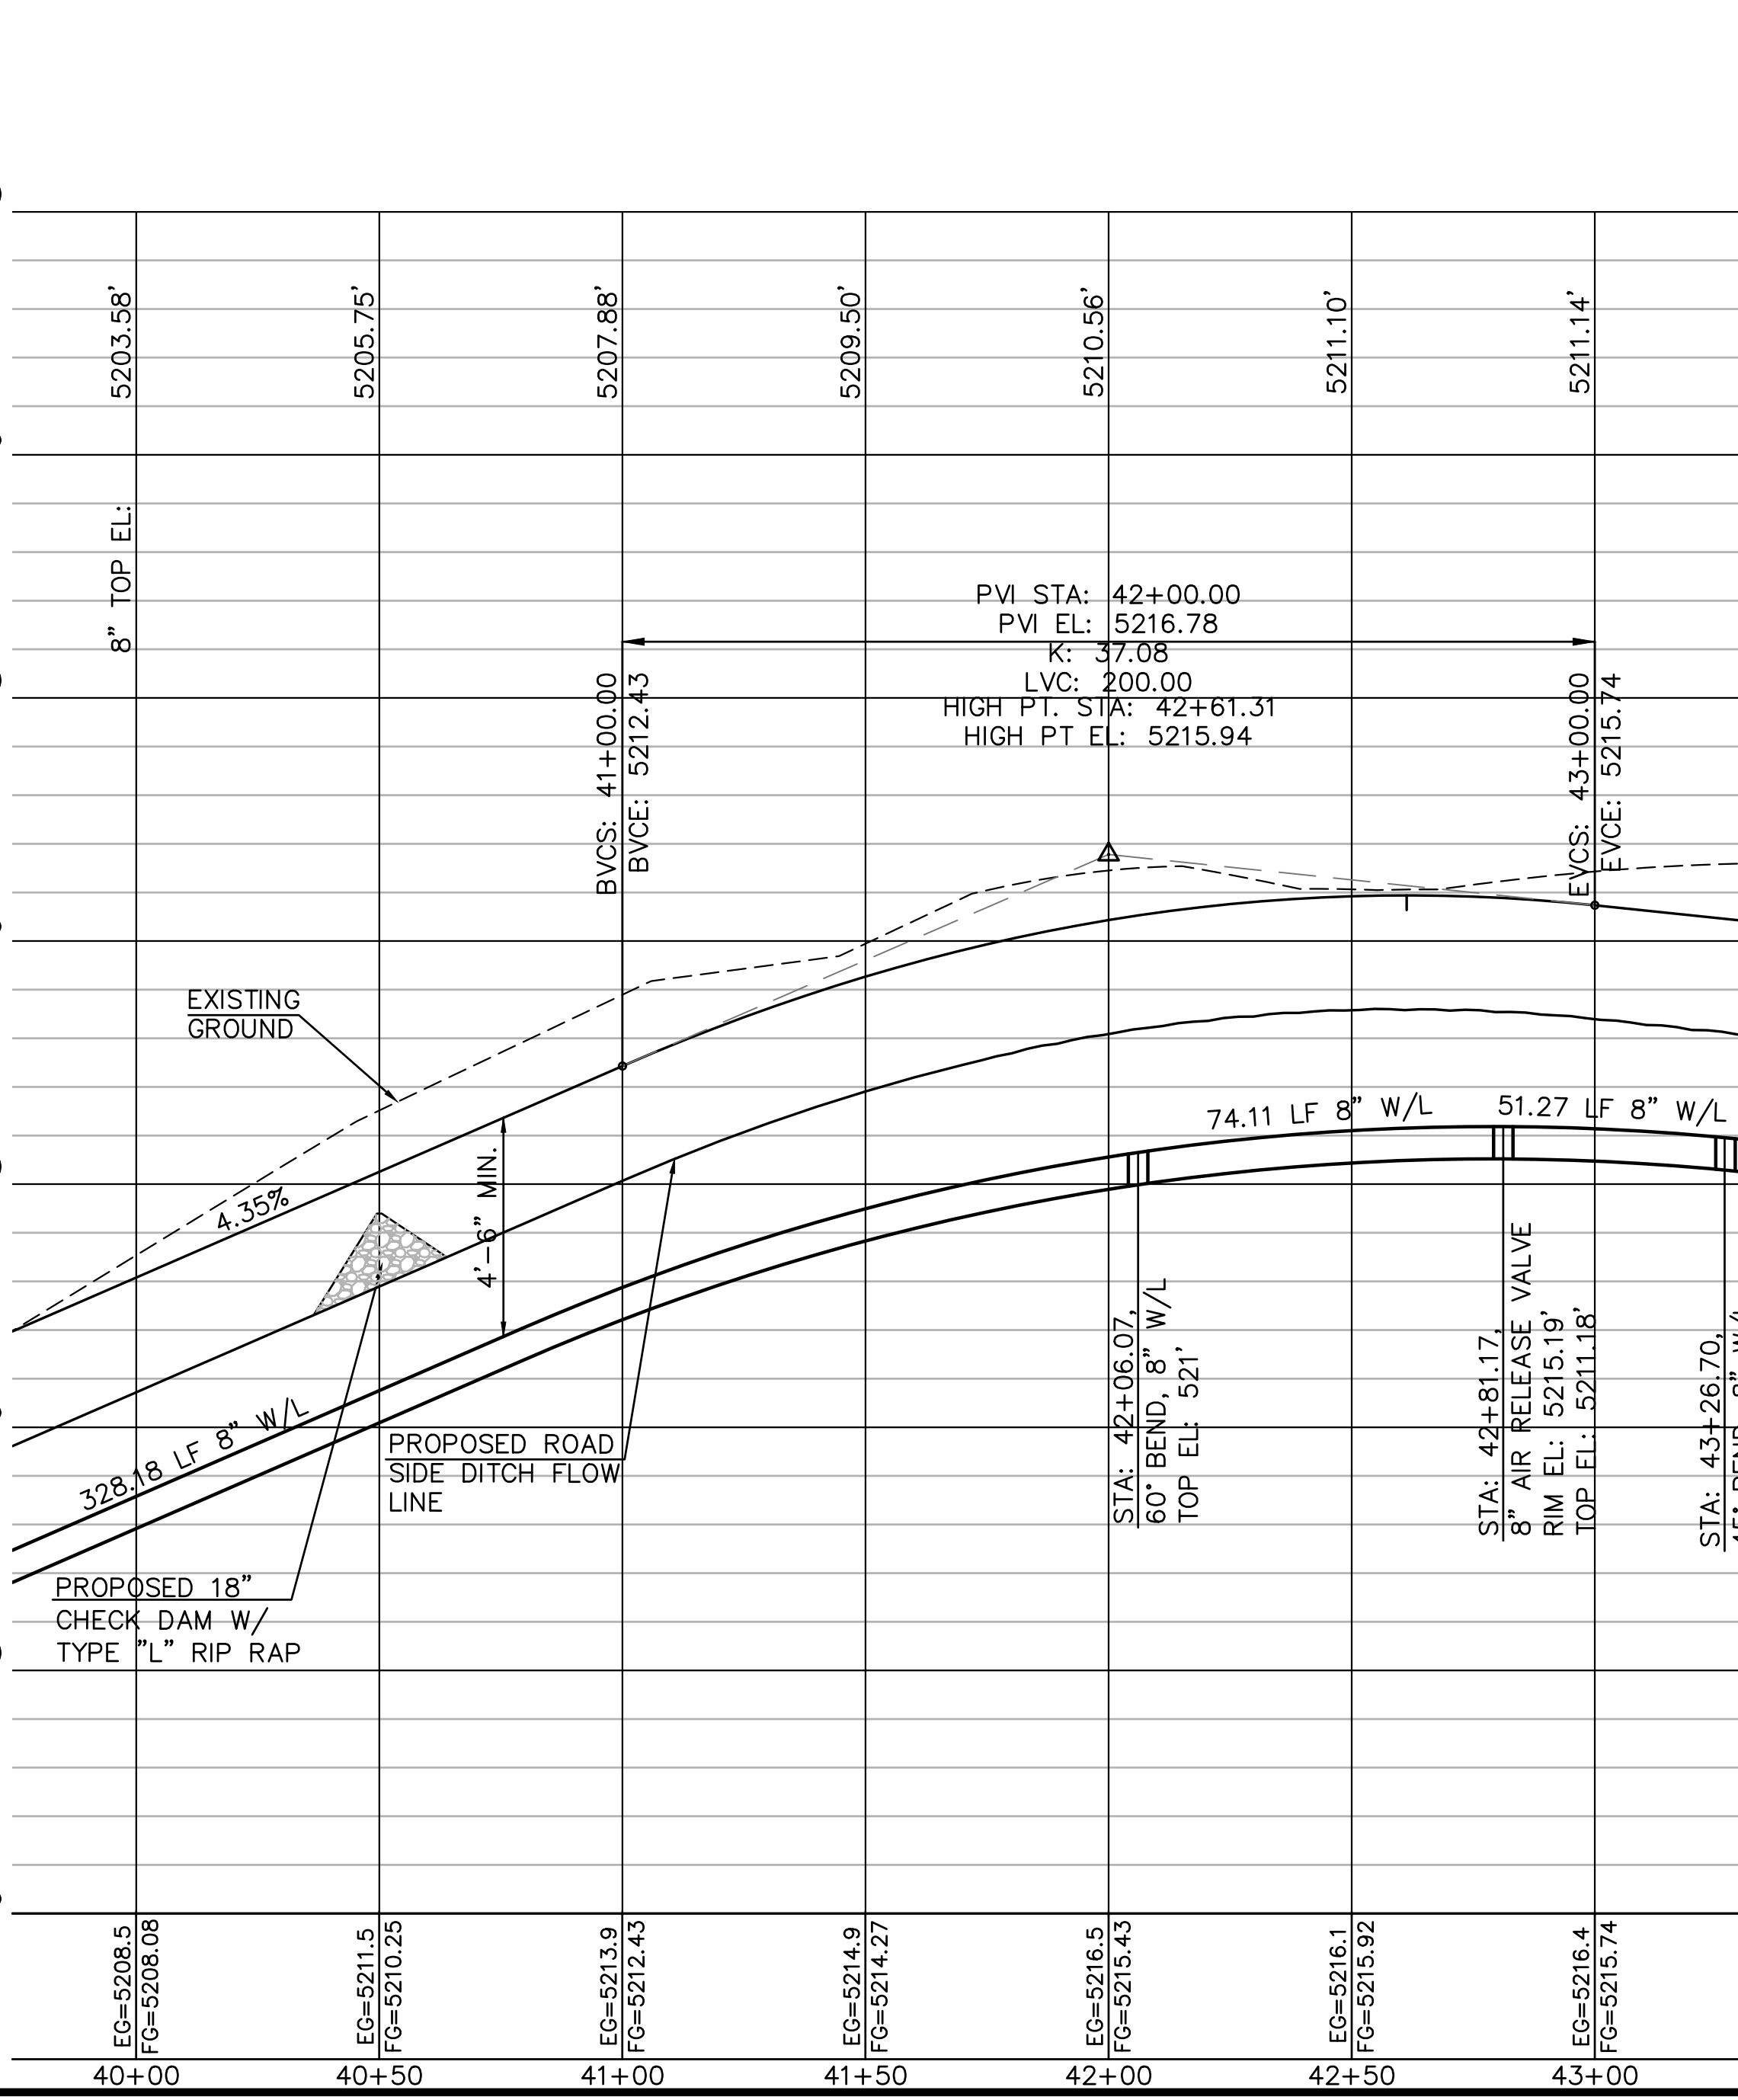 5203.58'
5205.75'
5207.88'
5209.50'
5210.56'
5211.10'
5211.14'
8" TOP EL:
PVI STA: 42+00.00
PVI EL: 5216.78
K: 37.08
LVC: 200.00
HIGH PT. STA: 42+61.31
HIGH PT EL: 5215.94
BVCS: 41+00.00
BVCE: 5212.43
EVCS: 43+00.00
EVCE: 5215.74
EXISTING
GROUND
4.35%
4'-6" MIN.
74.11 LF 8" W/L
51.27 LF 8" W/L
328.18 LF 8" W/L
PROPOSED ROAD
SIDE DITCH FLOW
LINE
STA: 42+06.07,
60° BEND, 8" W/L
TOP EL: 521'
STA: 42+81.17,
8" AIR RELEASE VALVE
RIM EL: 5215.19'
TOP EL: 5211.18'
STA: 43+26.70,
PROPOSED 18"
CHECK DAM W/
TYPE "L" RIP RAP
EG=5208.5
FG=5208.08
EG=5211.5
FG=5210.25
EG=5213.9
FG=5212.43
EG=5214.9
FG=5214.27
EG=5216.5
FG=5215.43
EG=5216.1
FG=5215.92
EG=5216.4
FG=5215.74
40+00
40+50
41+00
41+50
42+00
42+50
43+00